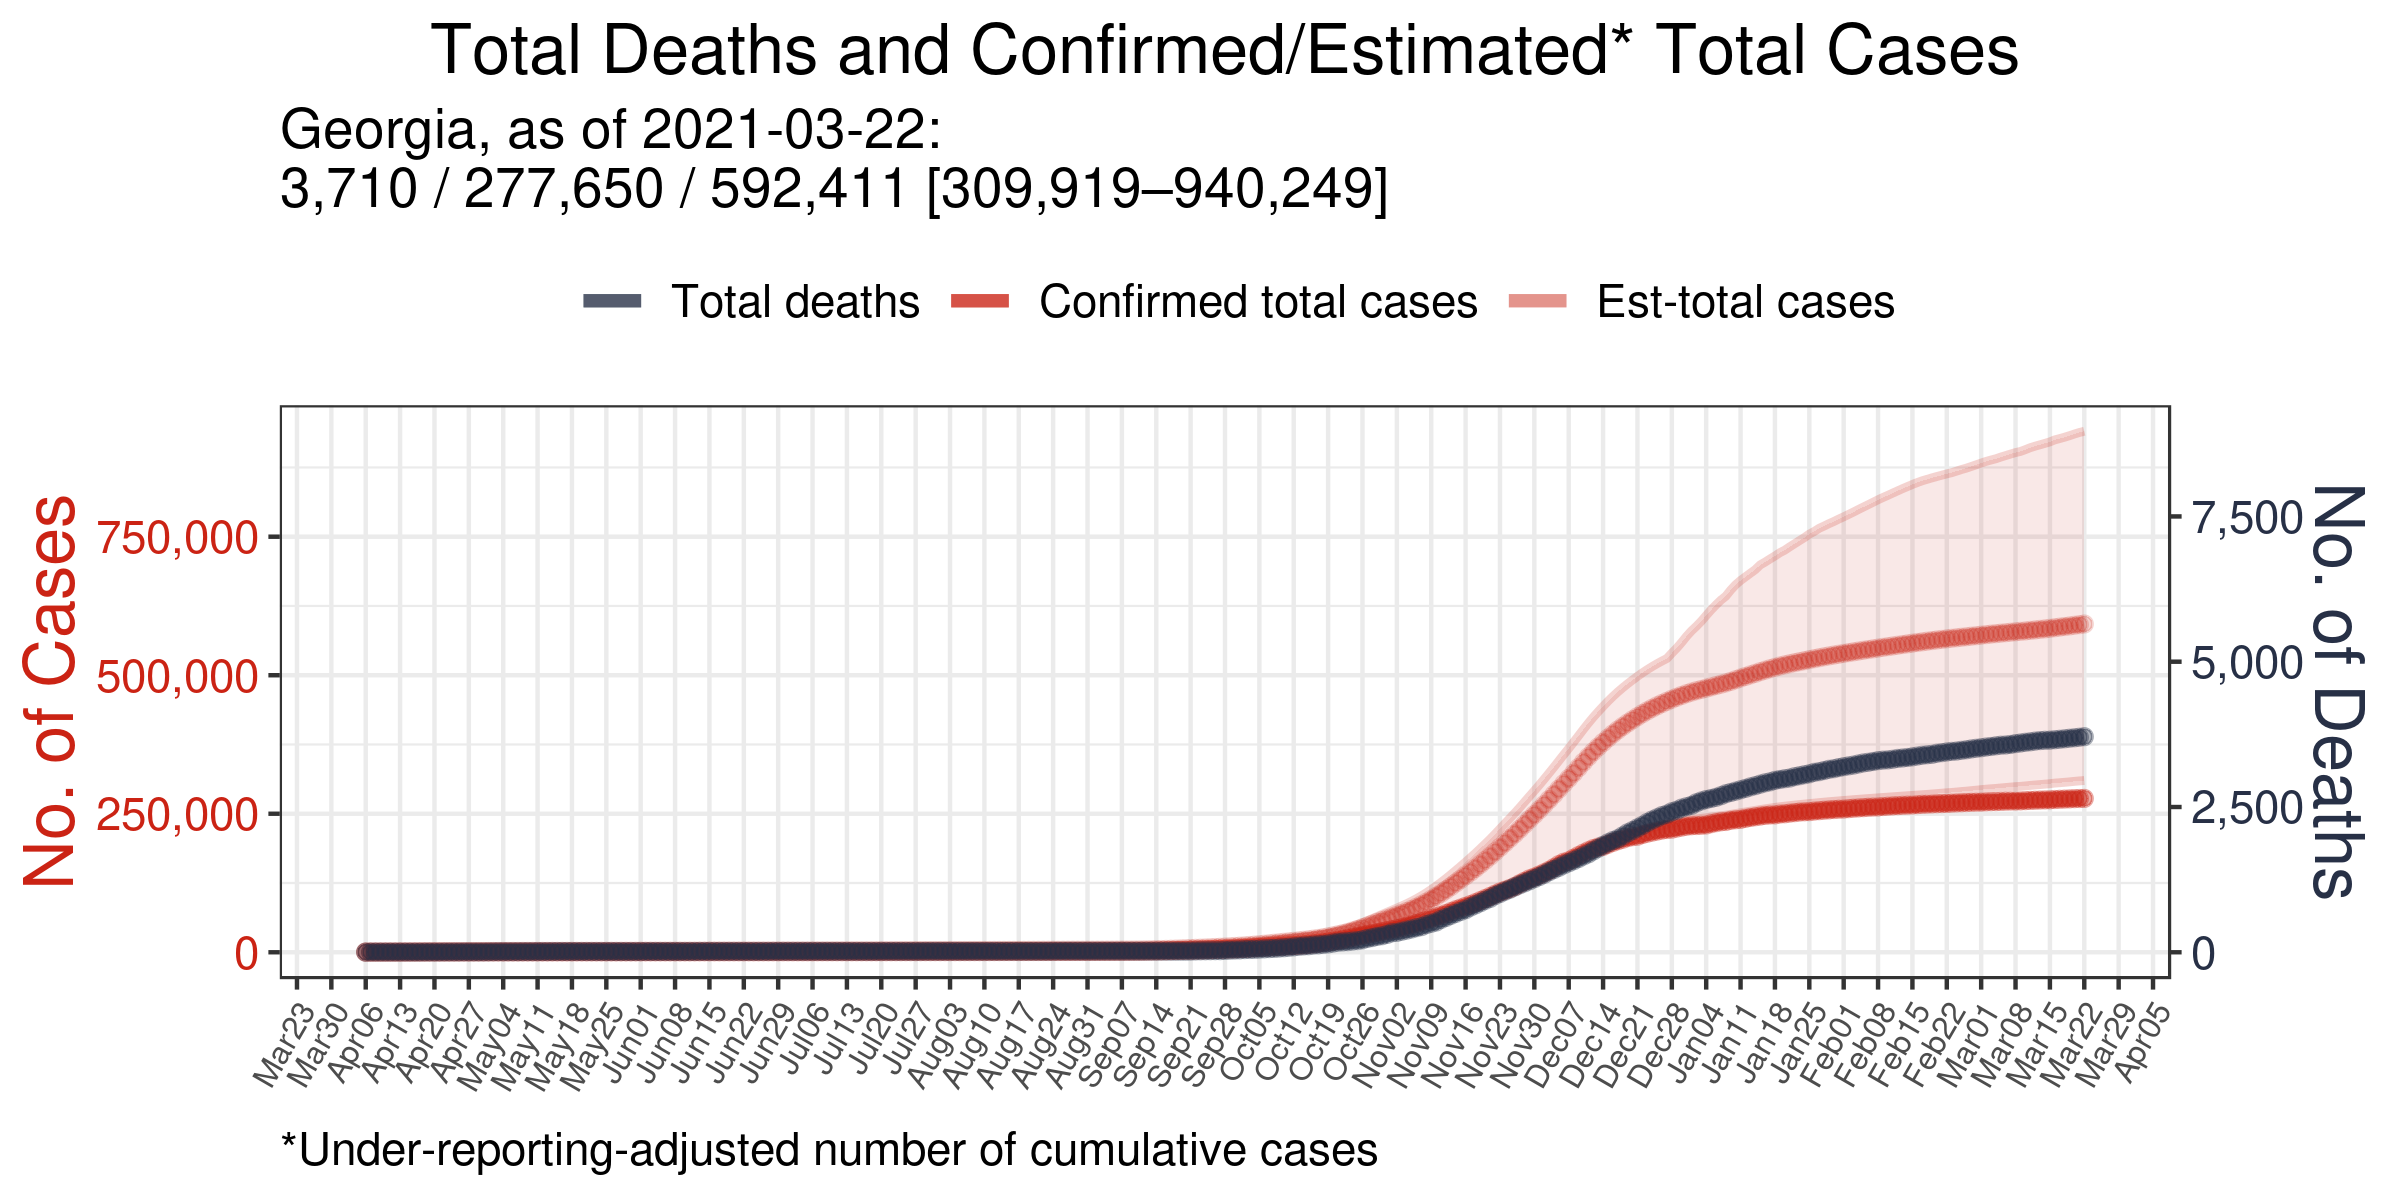 Total Deaths and Confirmed/Estimated* Total Cases
Georgia, as of 2021-03-22:
3,710 / 277,650 / 592,411 [309,919–940,249]
Total deaths
Confirmed total cases
Est-total cases
No. of Cases
750,000
500,000
250,000
0
7,500
5,000
2,500
0
No. of Deaths
Mar23
Mar30
Apr06
Apr13
Apr20
Apr27
May04
May11
May18
May25
Jun01
Jun08
Jun15
Jun22
Jun29
Jul06
Jul13
Jul20
Jul27
Aug03
Aug10
Aug17
Aug24
Aug31
Sep07
Sep14
Sep21
Sep28
Oct05
Oct12
Oct19
Oct26
Nov02
Nov09
Nov16
Nov23
Nov30
Dec07
Dec14
Dec21
Dec28
Jan04
Jan11
Jan18
Jan25
Feb01
Feb08
Feb15
Feb22
Mar01
Mar08
Mar15
Mar22
Mar29
Apr05
*Under-reporting-adjusted number of cumulative cases